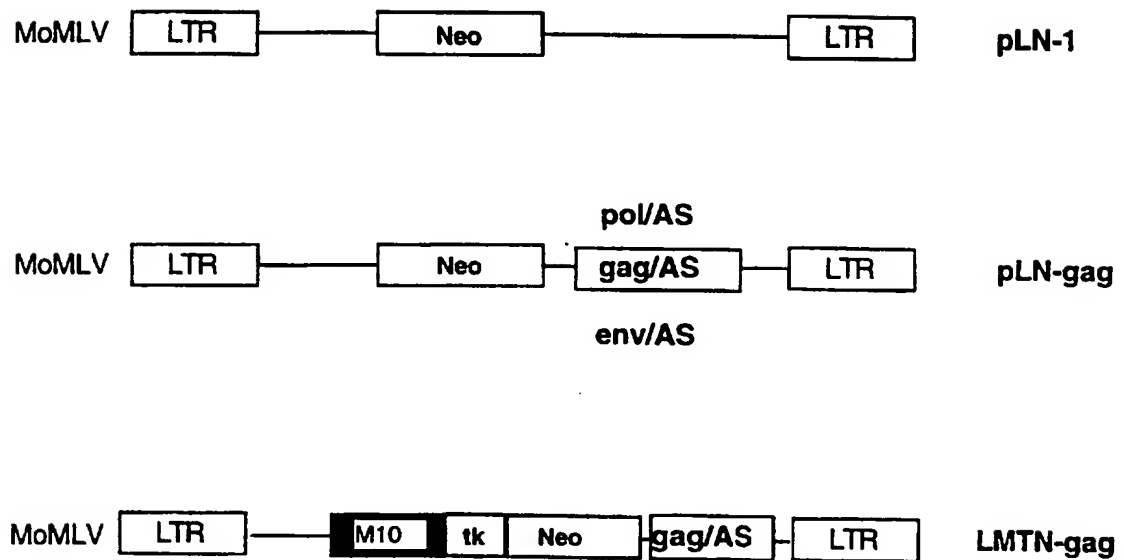 MoMLV LTR Neo LTR pLN-1
pol/AS
MoMLV LTR Neo gag/AS LTR pLN-gag
env/AS
MoMLV LTR M10 tk Neo gag/AS LTR LMTN-gag